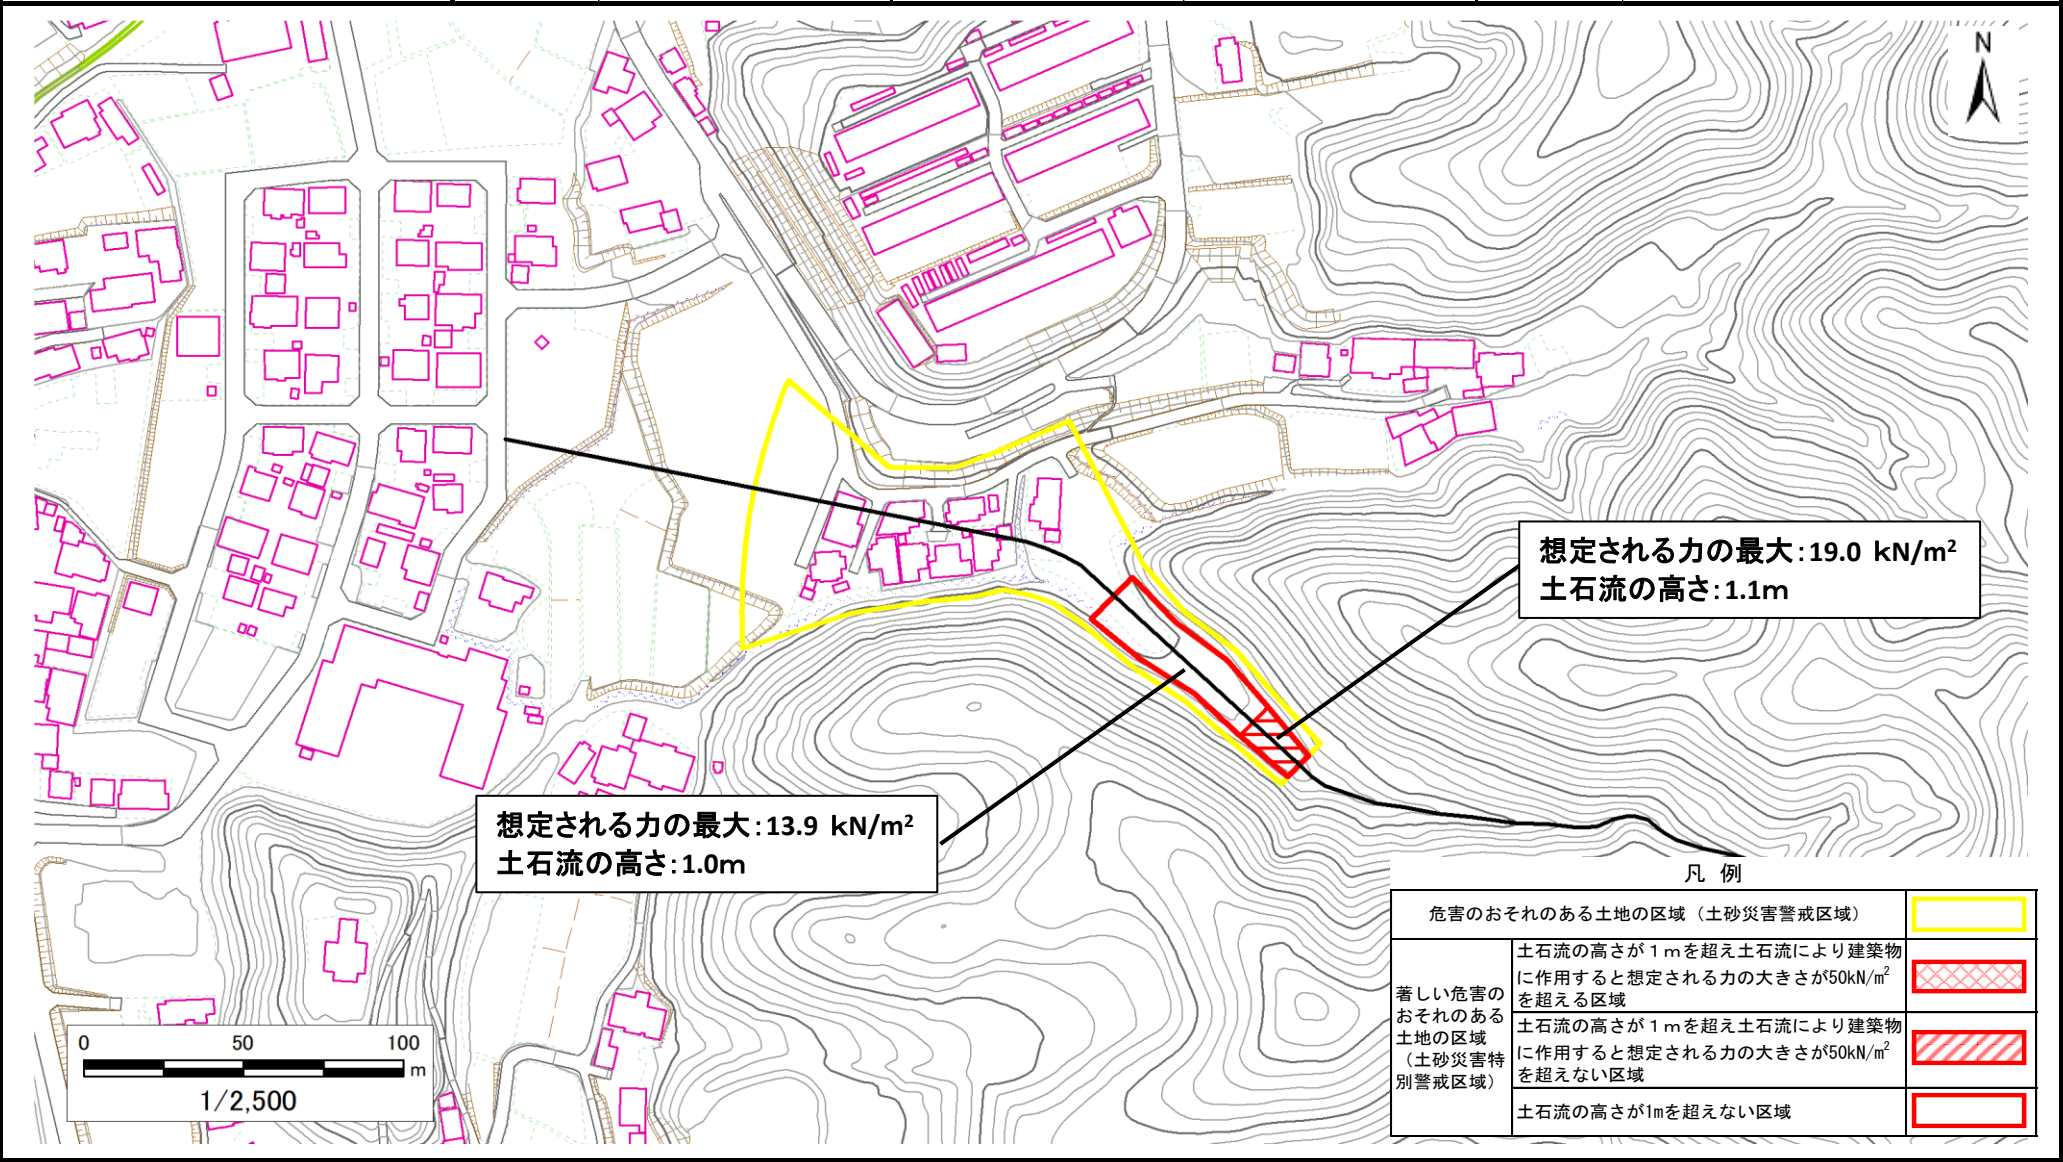 N
想定される力の最大:19.0 kN/m²
土石流の高さ:1.1m
想定される力の最大:13.9 kN/m²
土石流の高さ:1.0m
凡 例
危害のおそれのある土地の区域(土砂災害警戒区域)
著しい危害の
おそれのある
土地の区域
(土砂災害特
別警戒区域)
土石流の高さが1mを超え土石流により建築物
に作用すると想定される力の大きさが50kN/㎡
を超える区域
土石流の高さが1mを超え土石流により建築物
に作用すると想定される力の大きさが50kN/㎡
を超えない区域
土石流の高さが1mを超えない区域
0 50 100
m
1/2,500